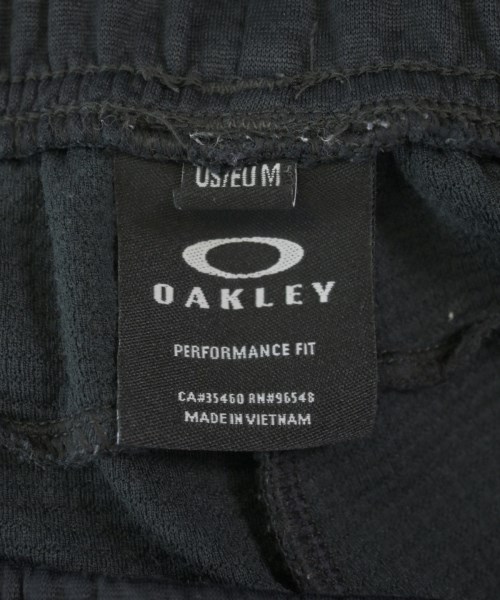 US/EU M
OAKLEY
PERFORMANCE FIT
CA#35460 RN#96548
MADE IN VIETNAM